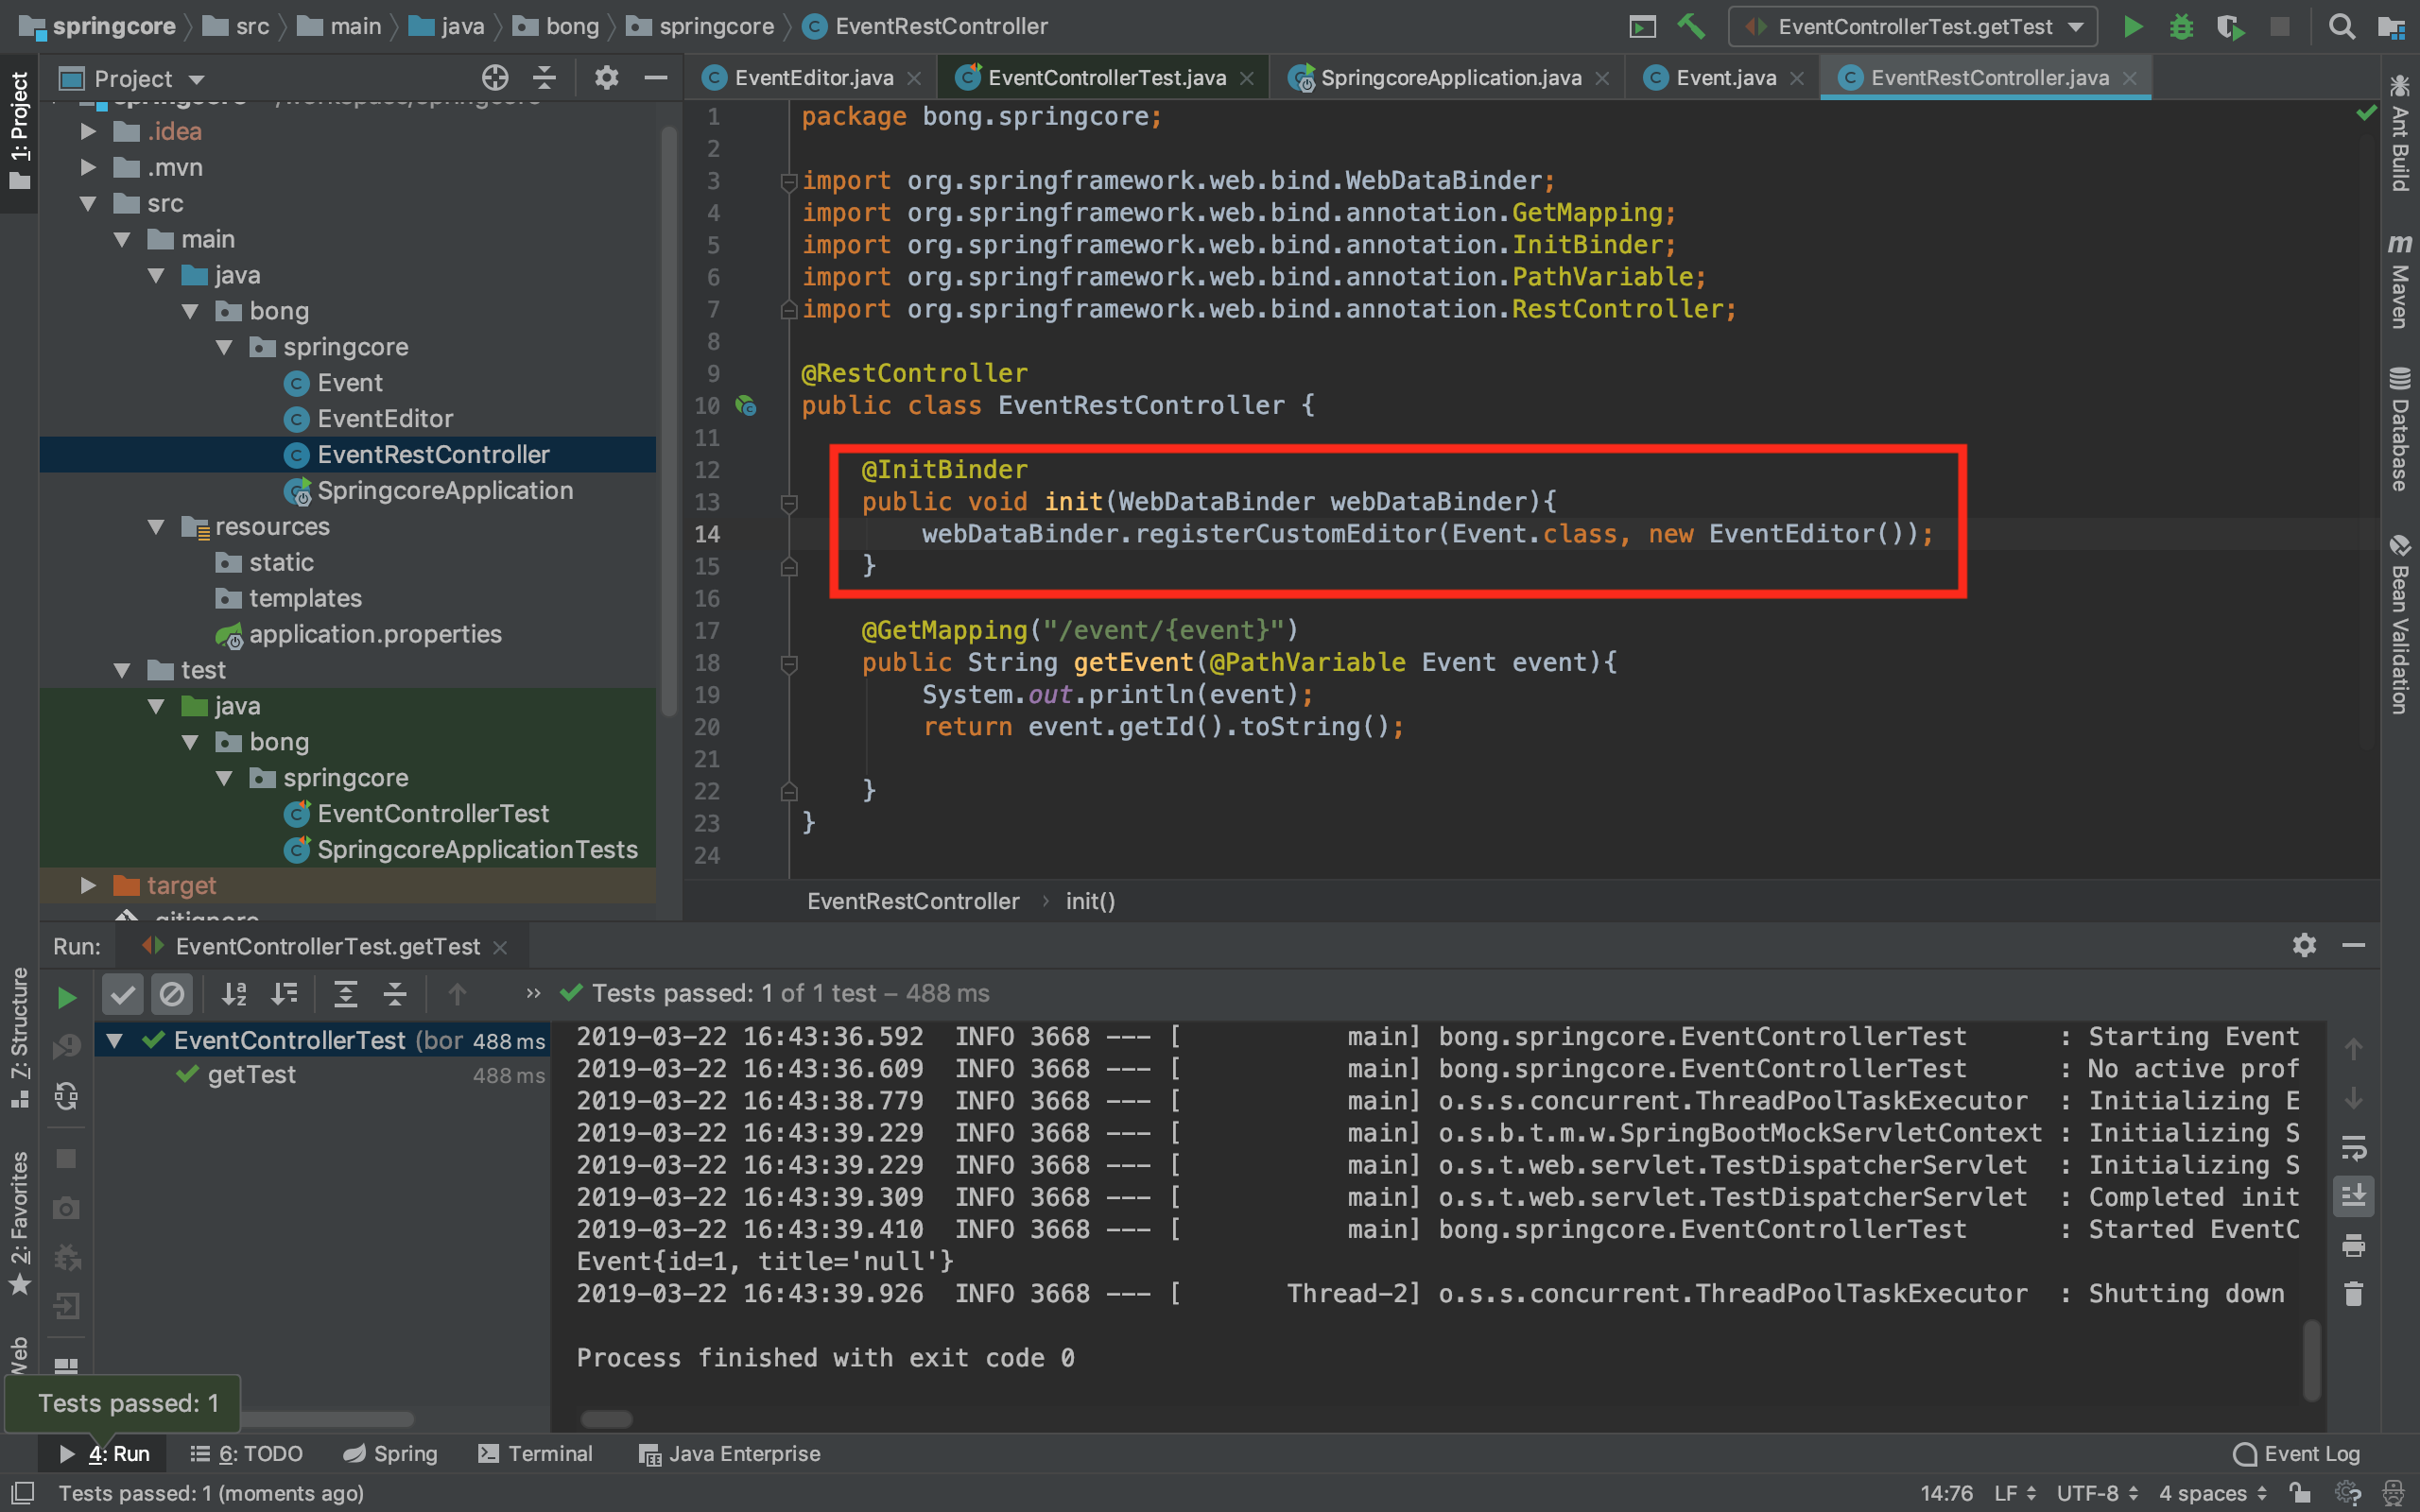 springcore src main java bong springcore EventRestController EventControllerTest.getTest
Project
EventEditor.java EventControllerTest.java SpringcoreApplication.java Event.java EventRestController.java
1: Project
springcore ~/workspace/springcore
.idea
.mvn
src
main
java
bong
springcore
Event
EventEditor
EventRestController
SpringcoreApplication
resources
static
templates
application.properties
test
java
bong
springcore
EventControllerTest
SpringcoreApplicationTests
target
.gitignore
1 package bong.springcore;
2
3 import org.springframework.web.bind.WebDataBinder;
4 import org.springframework.web.bind.annotation.GetMapping;
5 import org.springframework.web.bind.annotation.InitBinder;
6 import org.springframework.web.bind.annotation.PathVariable;
7 import org.springframework.web.bind.annotation.RestController;
8
9 @RestController
10 public class EventRestController {
11
12 @InitBinder
13 public void init(WebDataBinder webDataBinder){
14 webDataBinder.registerCustomEditor(Event.class, new EventEditor());
15 }
16
17 @GetMapping("/event/{event}")
18 public String getEvent(@PathVariable Event event){
19 System.out.println(event);
20 return event.getId().toString();
21
22 }
23 }
24
EventRestController › init()
Ant Build
Maven
Database
Bean Validation
Run: EventControllerTest.getTest
Tests passed: 1 of 1 test – 488 ms
EventControllerTest (bor 488 ms
getTest 488 ms
2019-03-22 16:43:36.592 INFO 3668 --- [ main] bong.springcore.EventControllerTest : Starting Event
2019-03-22 16:43:36.609 INFO 3668 --- [ main] bong.springcore.EventControllerTest : No active prof
2019-03-22 16:43:38.779 INFO 3668 --- [ main] o.s.s.concurrent.ThreadPoolTaskExecutor : Initializing E
2019-03-22 16:43:39.229 INFO 3668 --- [ main] o.s.b.t.m.w.SpringBootMockServletContext : Initializing S
2019-03-22 16:43:39.229 INFO 3668 --- [ main] o.s.t.web.servlet.TestDispatcherServlet : Initializing S
2019-03-22 16:43:39.309 INFO 3668 --- [ main] o.s.t.web.servlet.TestDispatcherServlet : Completed init
2019-03-22 16:43:39.410 INFO 3668 --- [ main] bong.springcore.EventControllerTest : Started EventC
Event{id=1, title='null'}
2019-03-22 16:43:39.926 INFO 3668 --- [ Thread-2] o.s.s.concurrent.ThreadPoolTaskExecutor : Shutting down
Process finished with exit code 0
7: Structure
2: Favorites
Web
Tests passed: 1
4: Run 6: TODO Spring Terminal Java Enterprise Event Log
Tests passed: 1 (moments ago) 14:76 LF UTF-8 4 spaces